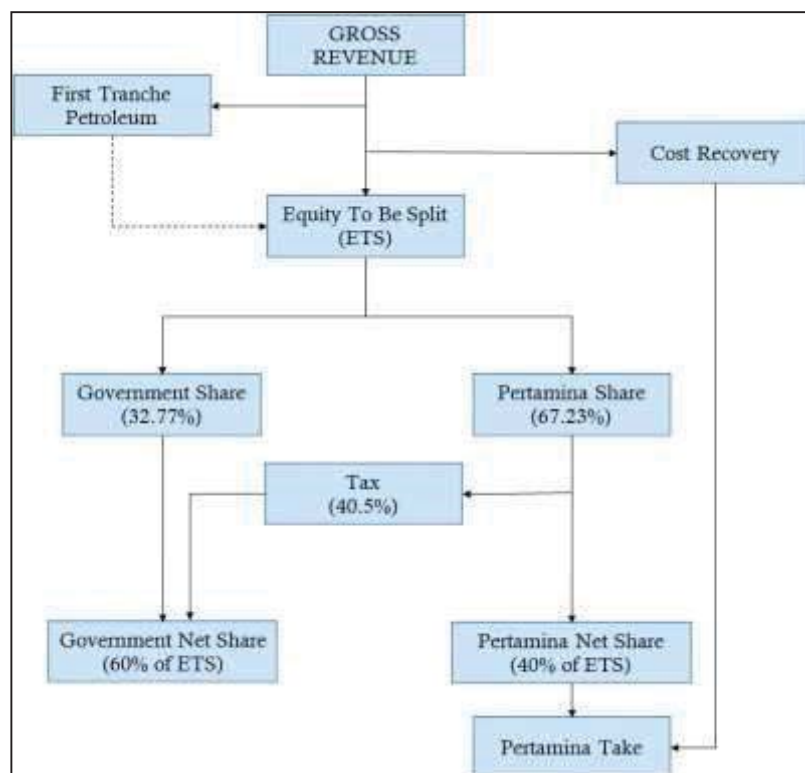 GROSS
REVENUE
First Tranche
Petroleum
Cost Recovery
Equity To Be Split
(ETS)
Government Share
(32.77%)
Pertamina Share
(67.23%)
Tax
(40.5%)
Government Net Share
(60% of ETS)
Pertamina Net Share
(40% of ETS)
Pertamina Take